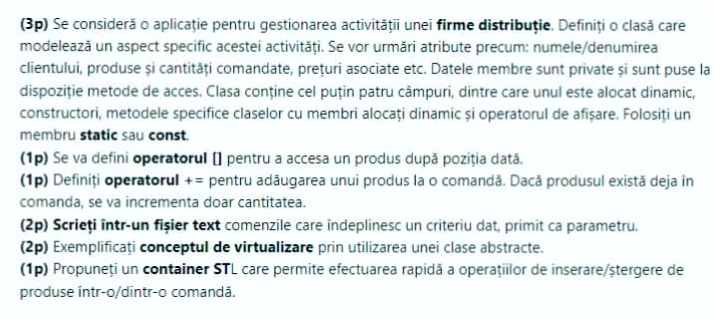 (3p) Se consideră o aplicație pentru gestionarea activității unei firme distribuție. Definiți o clasă care
modelează un aspect specific acestei activități. Se vor urmări atribute precum: numele/denumirea
clientului, produse și cantități comandate, prețuri asociate etc. Datele membre sunt private și sunt puse la
dispoziție metode de acces. Clasa conține cel puțin patru câmpuri, dintre care unul este alocat dinamic,
constructori, metodele specifice claselor cu membri alocați dinamic și operatorul de afișare. Folosiți un
membru static sau const.
(1p) Se va defini operatorul [] pentru a accesa un produs după poziția dată.
(1p) Definiți operatorul += pentru adăugarea unui produs la o comandă. Dacă produsul există deja în
comanda, se va incrementa doar cantitatea.
(2p) Scrieți într-un fișier text comenzile care îndeplinesc un criteriu dat, primit ca parametru.
(2p) Exemplificați conceptul de virtualizare prin utilizarea unei clase abstracte.
(1p) Propuneți un container STL care permite efectuarea rapidă a operațiilor de inserare/ștergere de
produse într-o/dintr-o comandă.